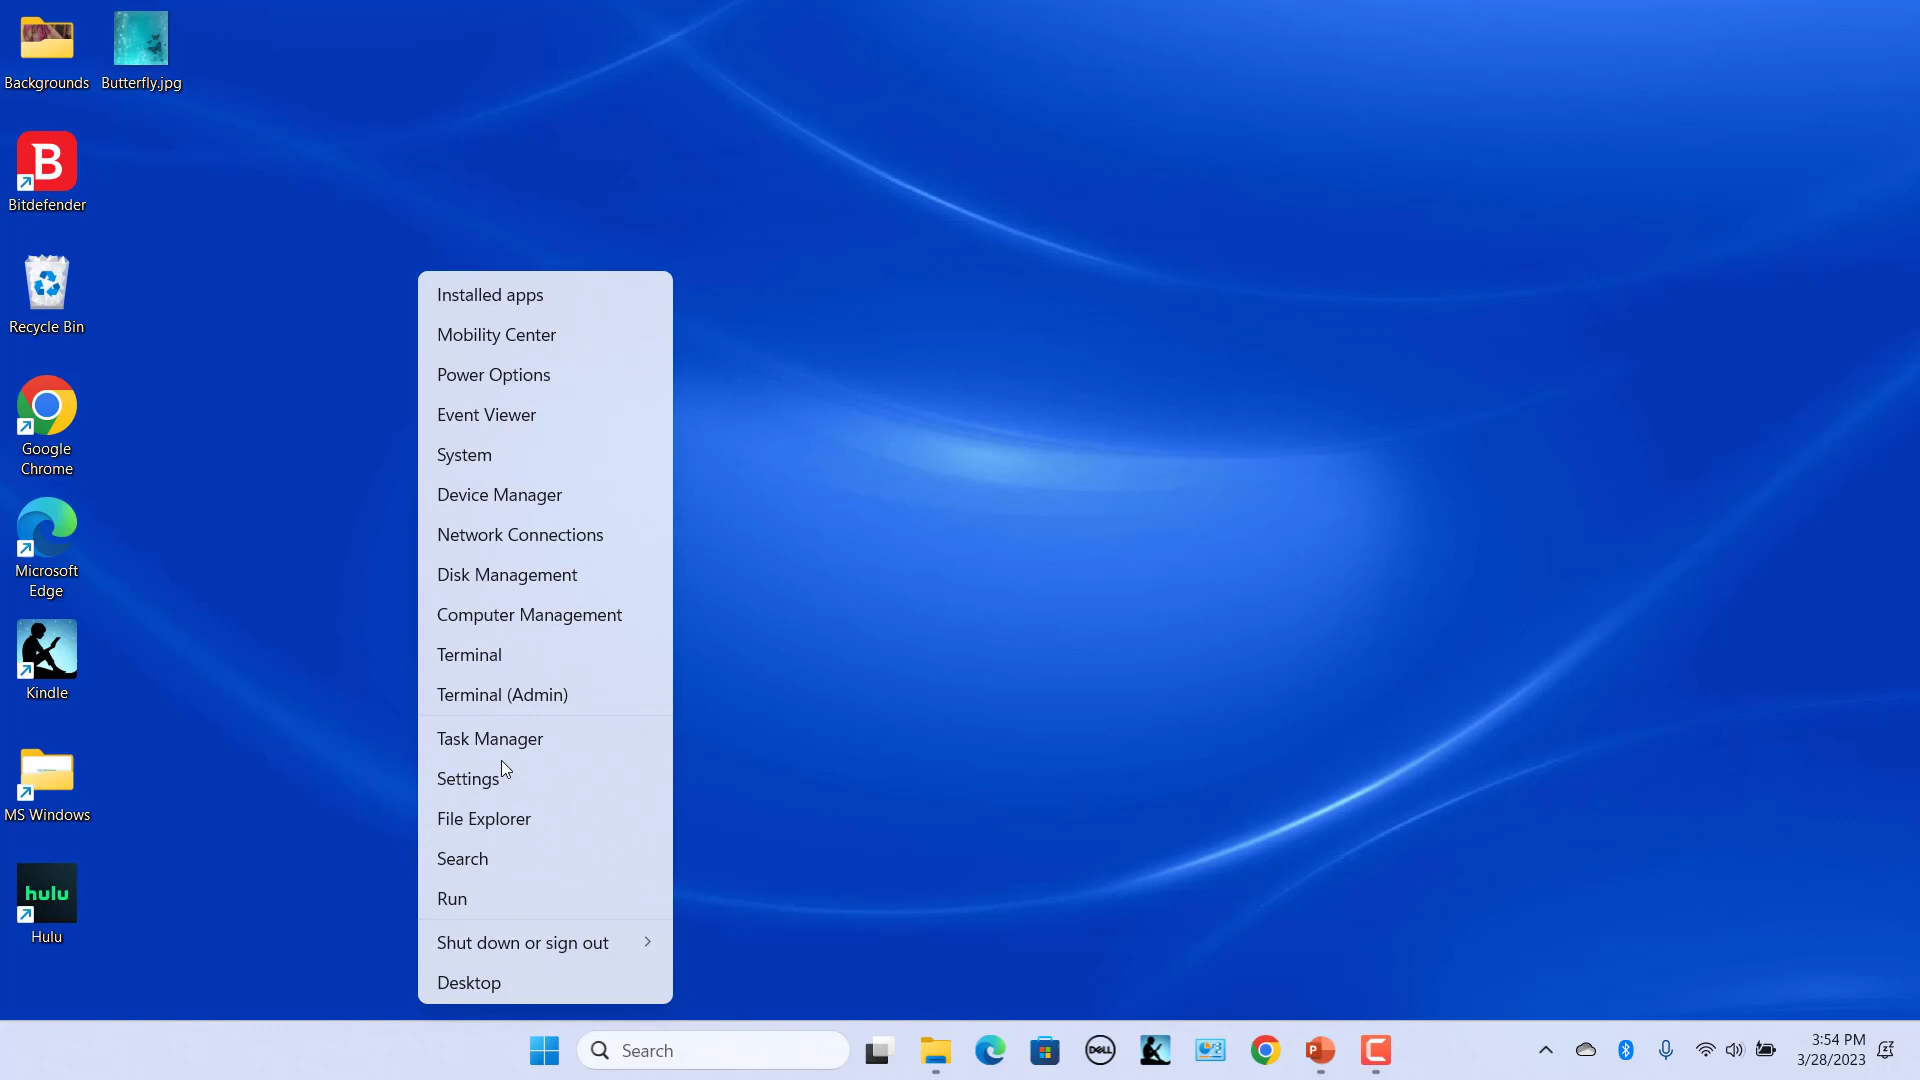 Backgrounds
Butterfly.jpg
B
Bitdefender
Recycle Bin
Google
Chrome
Microsoft
Edge
Kindle
MS Windows
hulu
Hulu
Installed apps
Mobility Center
Power Options
Event Viewer
System
Device Manager
Network Connections
Disk Management
Computer Management
Terminal
Terminal (Admin)
Task Manager
Settings
File Explorer
Search
Run
Shut down or sign out
Desktop
Search
DELL
P
C
3:54 PM
3/28/2023